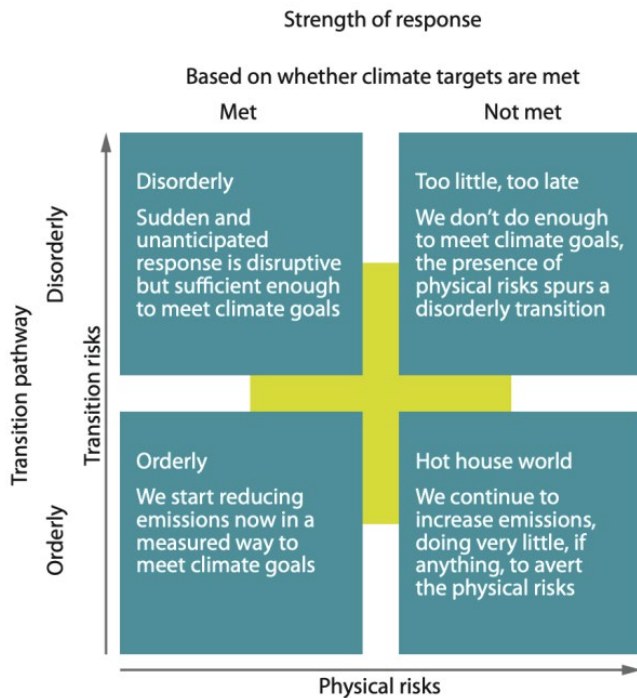 Strength of response
Based on whether climate targets are met
Met
Not met
Transition pathway
Disorderly
Orderly
Transition risks
Disorderly
Sudden and
unanticipated
response is disruptive
but sufficient enough
to meet climate goals
Too little, too late
We don’t do enough
to meet climate goals,
the presence of
physical risks spurs a
disorderly transition
Orderly
We start reducing
emissions now in a
measured way to
meet climate goals
Hot house world
We continue to
increase emissions,
doing very little, if
anything, to avert
the physical risks
Physical risks